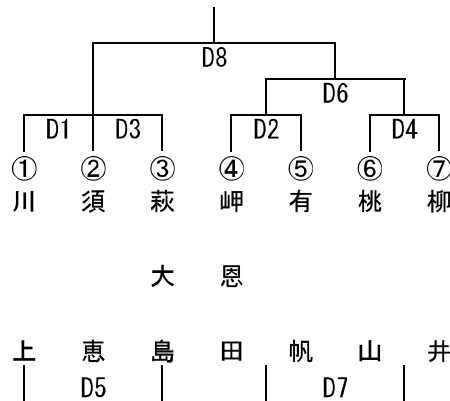 D8
D6
D1 D3 D2 D4
① ② ③ ④ ⑤ ⑥ ⑦
川上
須恵
萩大島
岬恩田
有帆
桃山
柳井
D5 D7